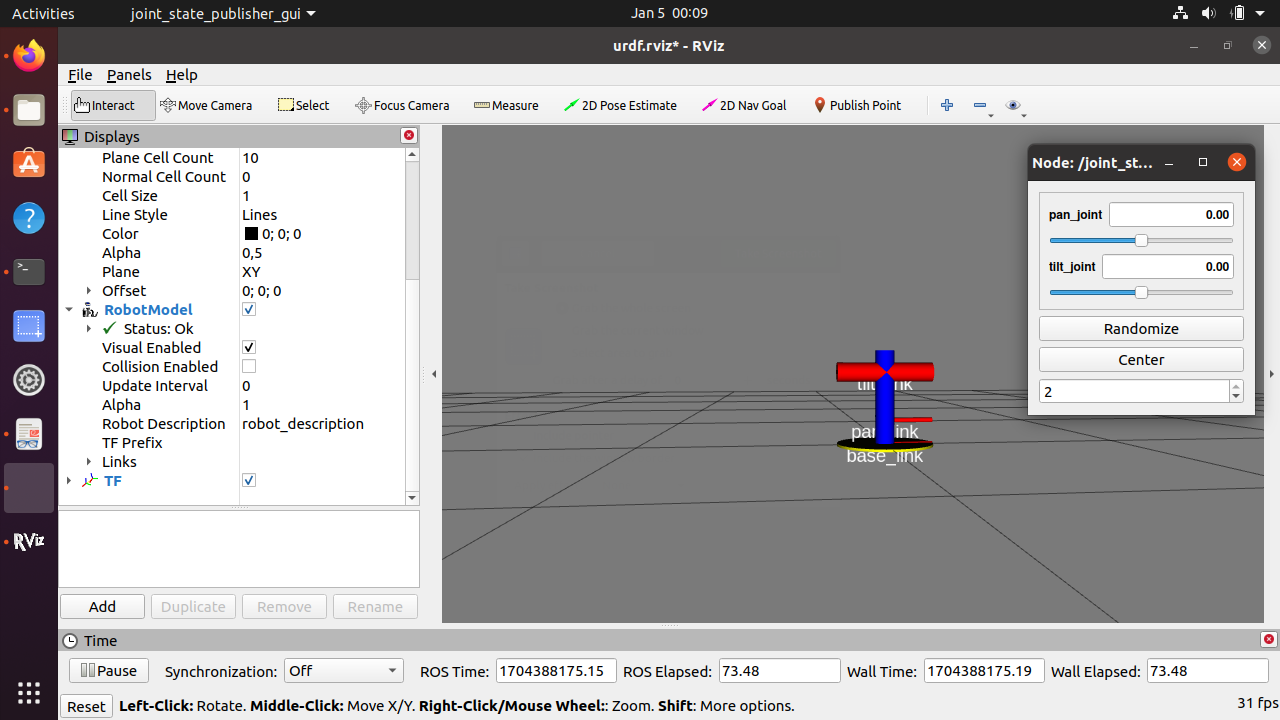 Activities
joint_state_publisher_gui
Jan 5 00:09
urdf.rviz* - RViz
File Panels Help
Interact Move Camera Select Focus Camera Measure 2D Pose Estimate 2D Nav Goal Publish Point
Displays
Plane Cell Count 10
Normal Cell Count 0
Cell Size 1
Line Style Lines
Color 0; 0; 0
Alpha 0,5
Plane XY
Offset 0; 0; 0
RobotModel
Status: Ok
Visual Enabled
Collision Enabled
Update Interval 0
Alpha 1
Robot Description robot_description
TF Prefix
Links
TF
Add Duplicate Remove Rename
base_link
Node: /joint_st...
pan_joint 0.00
tilt_joint 0.00
Randomize
Center
2
RViz
Time
Pause Synchronization: Off ROS Time: 1704388175.15 ROS Elapsed: 73.48 Wall Time: 1704388175.19 Wall Elapsed: 73.48
Reset Left-Click: Rotate. Middle-Click: Move X/Y. Right-Click/Mouse Wheel:: Zoom. Shift: More options. 31 fps